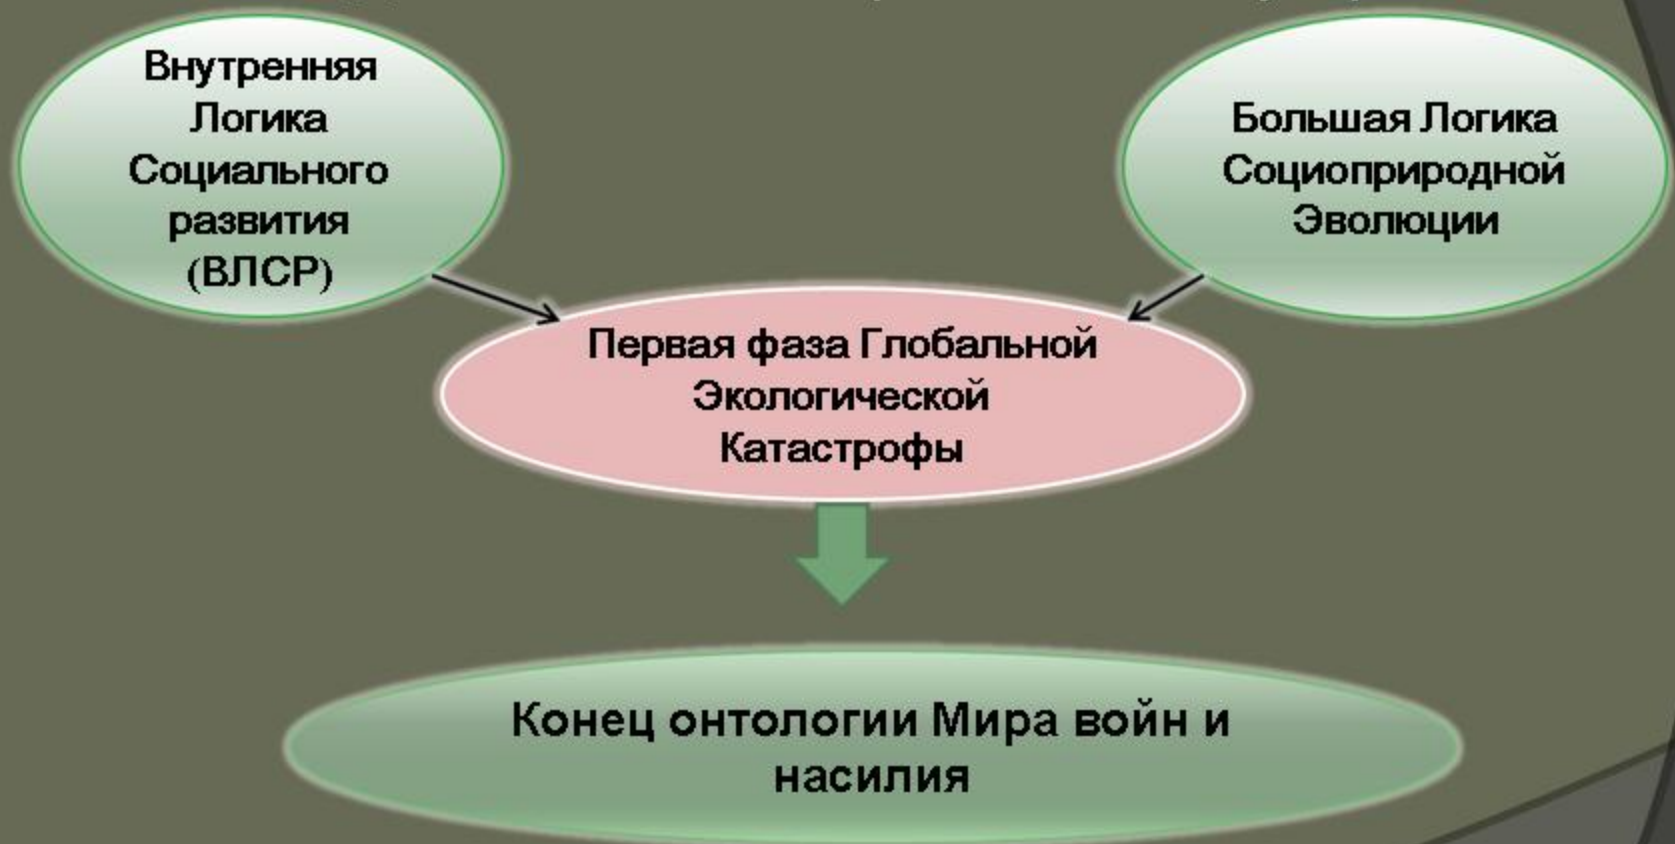 Внутренняя
Логика
Социального
развития
(ВЛСР)
Большая Логика
Социоприродной
Эволюции
Первая фаза Глобальной
Экологической
Катастрофы
Конец онтологии Мира войн и
насилия